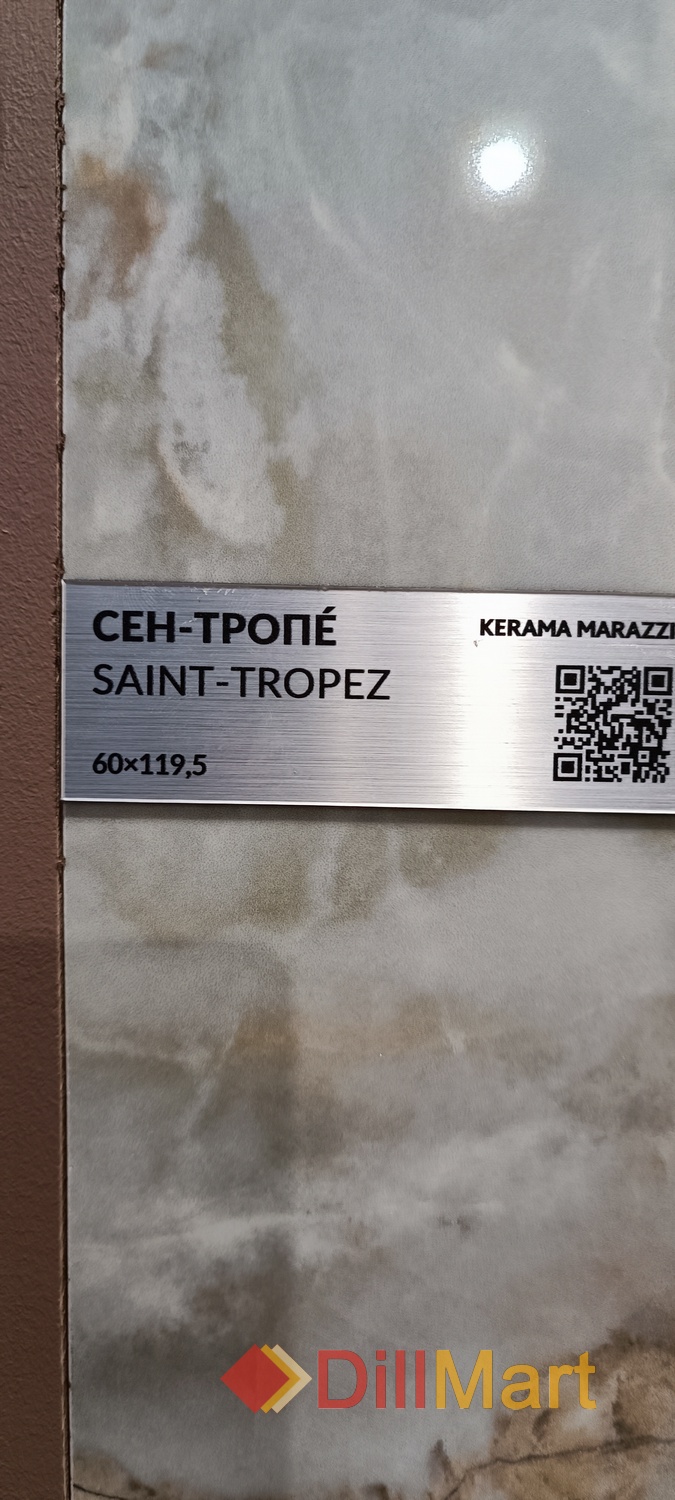 СЕН-ТРОПЕ́
SAINT-TROPEZ
60×119,5
KERAMA MARAZZI
DillMart